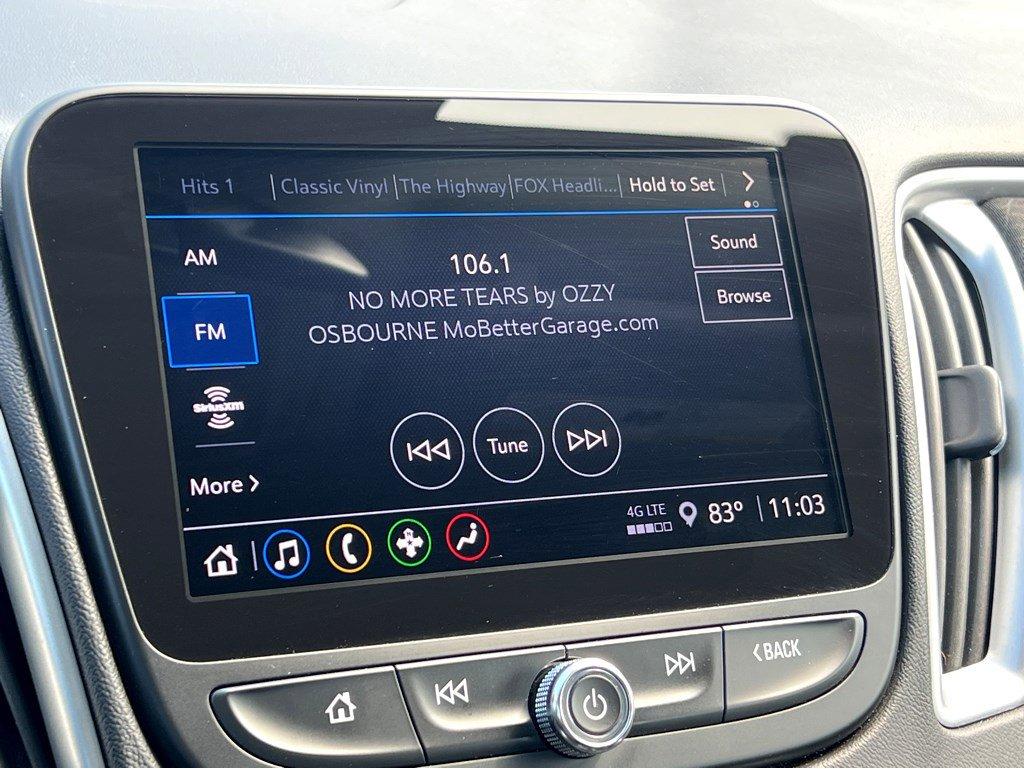 Hits 1 Classic Vinyl The Highway FOX Headli... Hold to Set >
AM
FM
SiriusXM
More >
106.1
NO MORE TEARS by OZZY
OSBOURNE MoBetterGarage.com
Sound
Browse
Tune
4G LTE
83° 11:03
< BACK